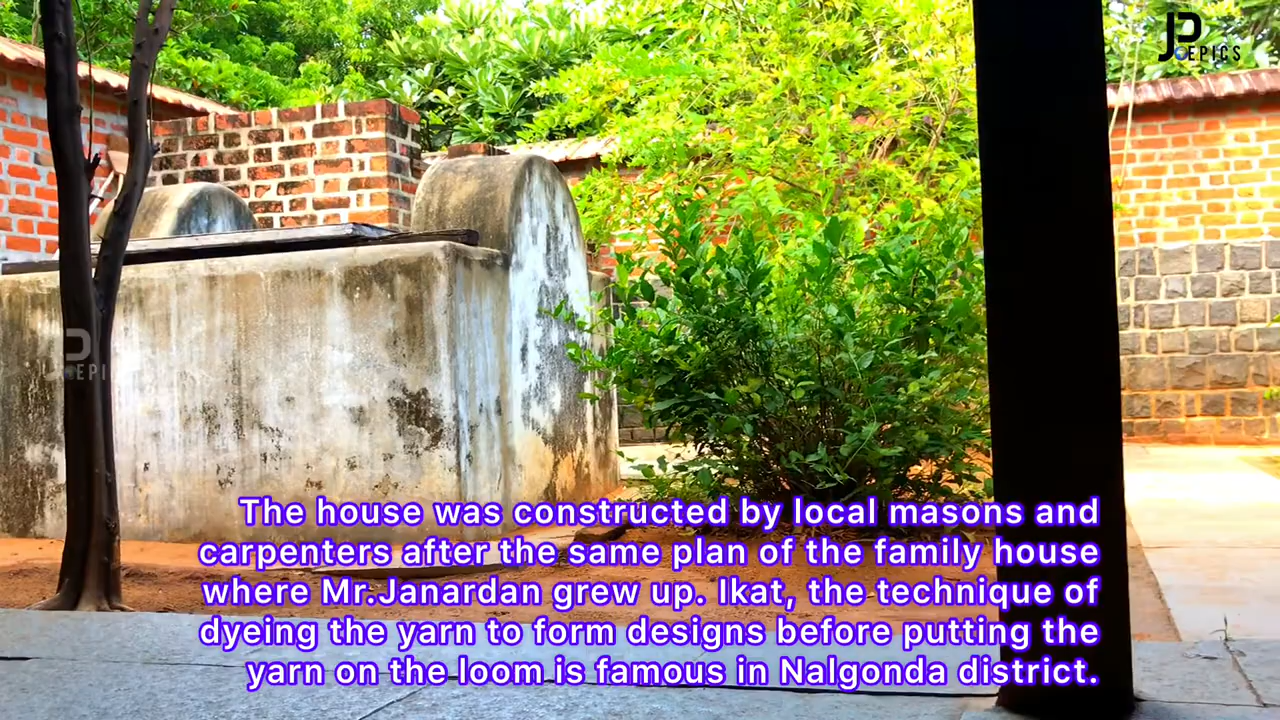 JP
EPICS
The house was constructed by local masons and
carpenters after the same plan of the family house
where Mr.Janardan grew up. Ikat, the technique of
dyeing the yarn to form designs before putting the
yarn on the loom is famous in Nalgonda district.